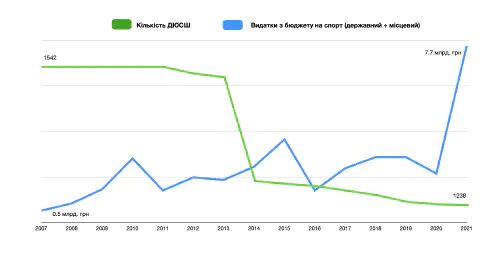 Кількість ДЮСШ
Видатки з бюджету на спорт (державний + місцевий)
1542
7.7 млрд. грн
0.5 млрд. грн
1238
2007 2008 2009 2010 2011 2012 2013 2014 2015 2016 2017 2018 2019 2020 2021